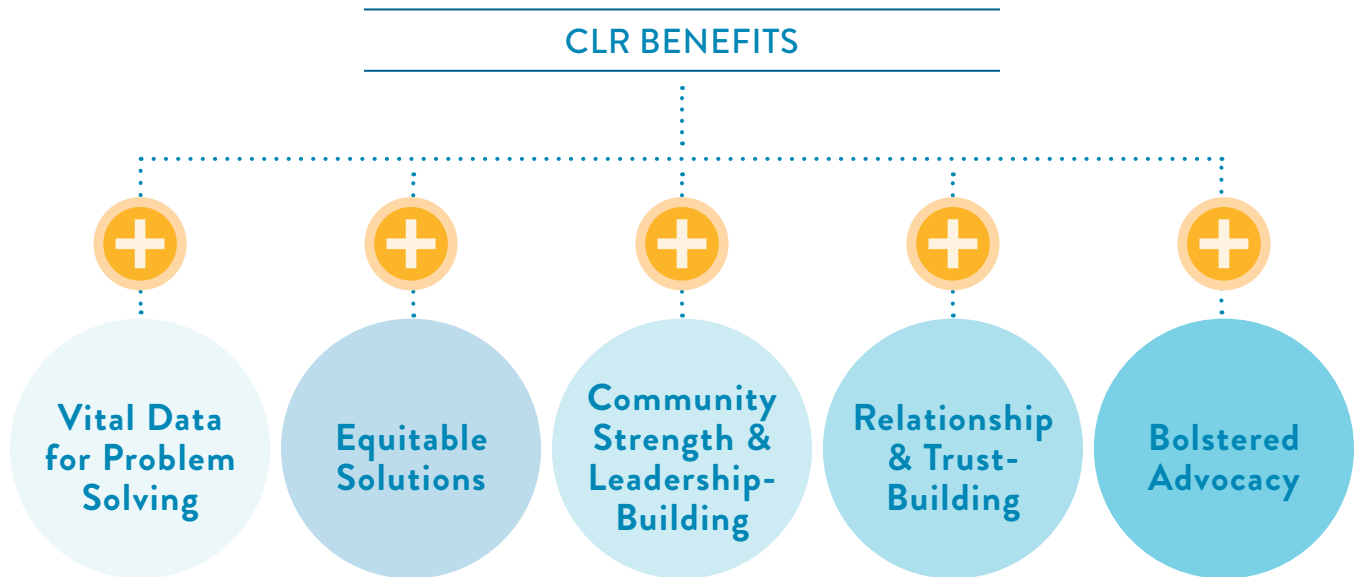 CLR BENEFITS
Vital Data
for Problem
Solving
Equitable
Solutions
Community
Strength &
Leadership-
Building
Relationship
& Trust-
Building
Bolstered
Advocacy